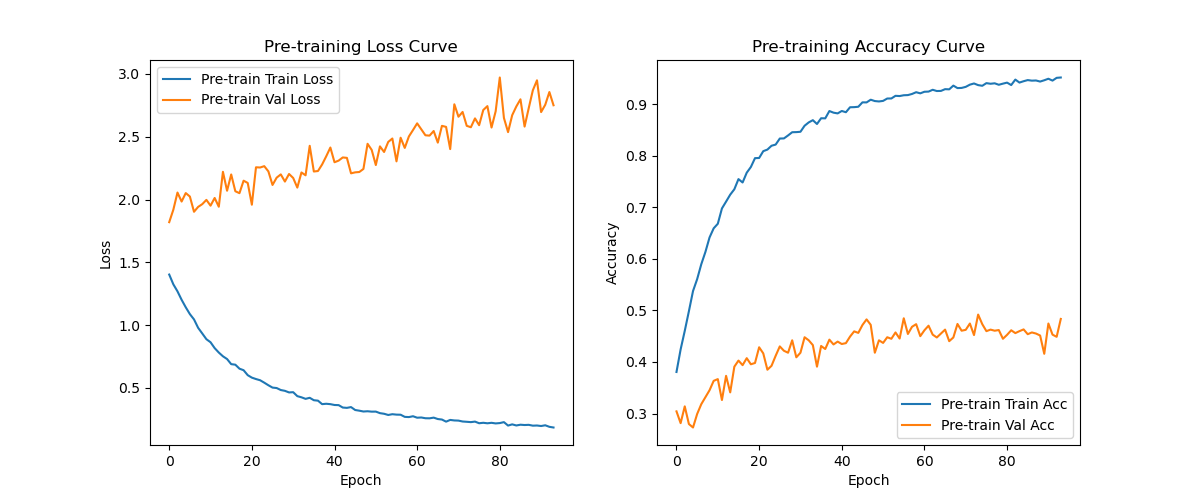 Pre-training Loss Curve
Pre-train Train Loss
Pre-train Val Loss
3.0
2.5
2.0
1.5
1.0
0.5
Loss
0
20
40
60
80
Epoch
Pre-training Accuracy Curve
0.9
0.8
0.7
0.6
0.5
0.4
0.3
Accuracy
Pre-train Train Acc
Pre-train Val Acc
0
20
40
60
80
Epoch